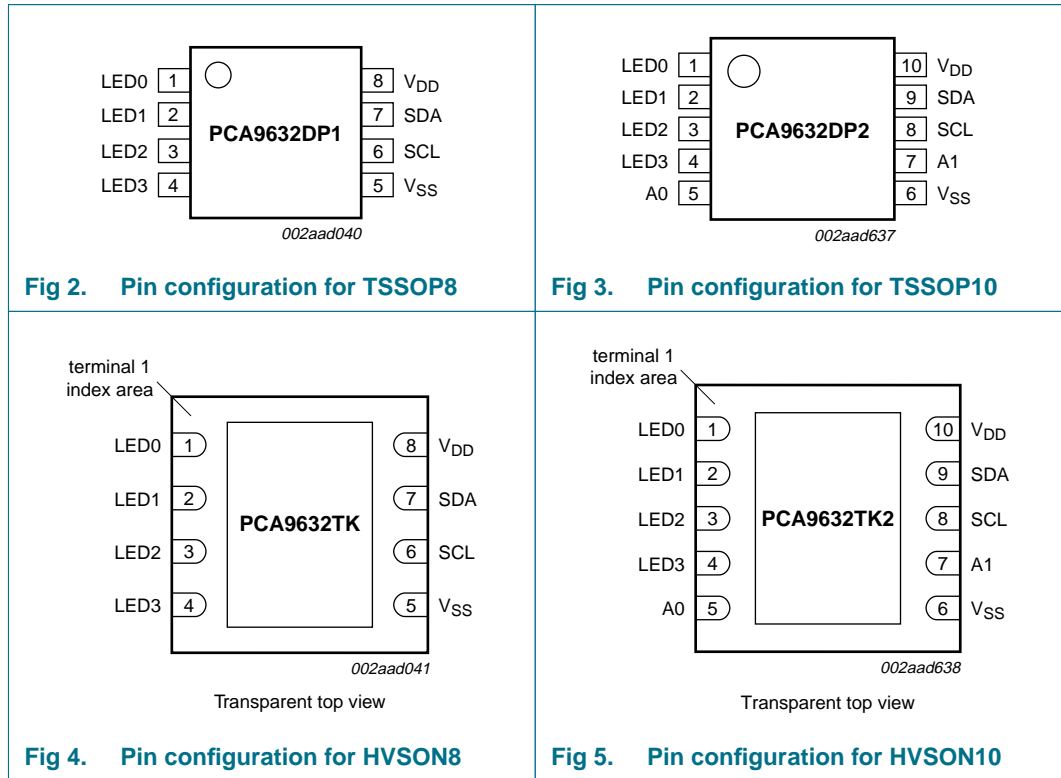 LED0 1
LED1 2
LED2 3
LED3 4
PCA9632DP1
8 VDD
7 SDA
6 SCL
5 VSS
002aad040
Fig 2. Pin configuration for TSSOP8
LED0 1
LED1 2
LED2 3
LED3 4
A0 5
PCA9632DP2
10 VDD
9 SDA
8 SCL
7 A1
6 VSS
002aad637
Fig 3. Pin configuration for TSSOP10
terminal 1
index area
LED0 1
LED1 2
LED2 3
LED3 4
PCA9632TK
8 VDD
7 SDA
6 SCL
5 VSS
002aad041
Transparent top view
Fig 4. Pin configuration for HVSON8
terminal 1
index area
LED0 1
LED1 2
LED2 3
LED3 4
A0 5
PCA9632TK2
10 VDD
9 SDA
8 SCL
7 A1
6 VSS
002aad638
Transparent top view
Fig 5. Pin configuration for HVSON10